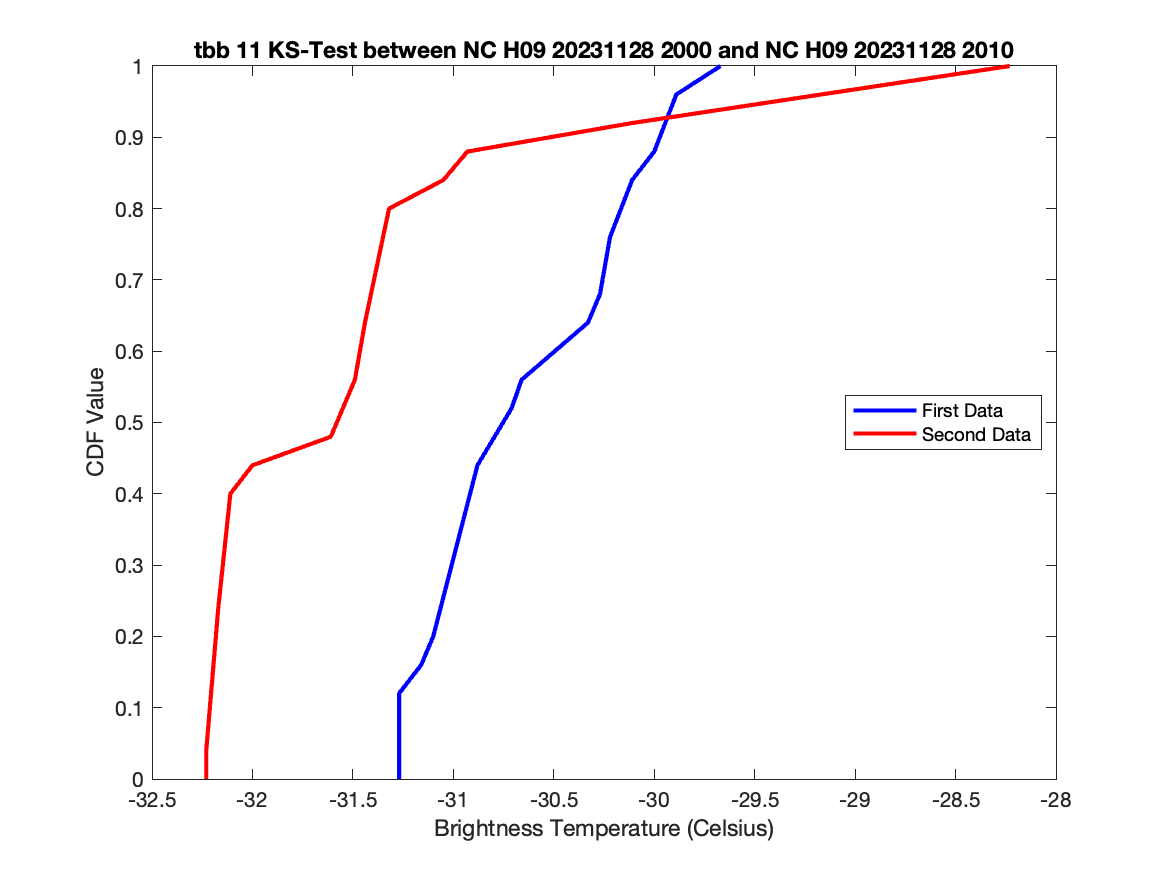 tbb 11 KS-Test between NC H09 20231128 2000 and NC H09 20231128 2010
1
0.9
0.8
0.7
0.6
0.5
0.4
0.3
0.2
0.1
0
CDF Value
First Data
Second Data
-32.5 -32 -31.5 -31 -30.5 -30 -29.5 -29 -28.5 -28
Brightness Temperature (Celsius)